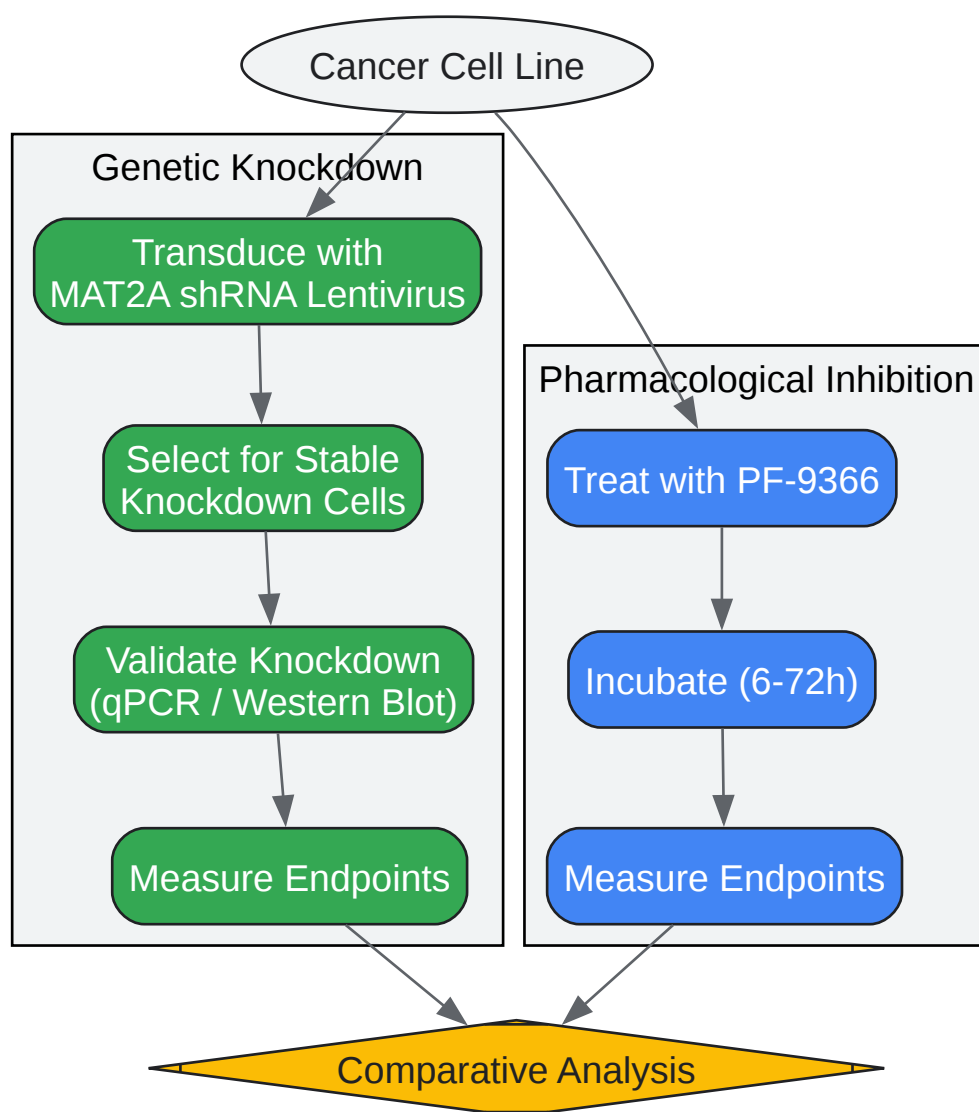 Cancer Cell Line
Genetic Knockdown
Transduce with
MAT2A shRNA Lentivirus
Select for Stable
Knockdown Cells
Validate Knockdown
(qPCR / Western Blot)
Measure Endpoints
Pharmacological Inhibition
Treat with PF-9366
Incubate (6-72h)
Measure Endpoints
Comparative Analysis